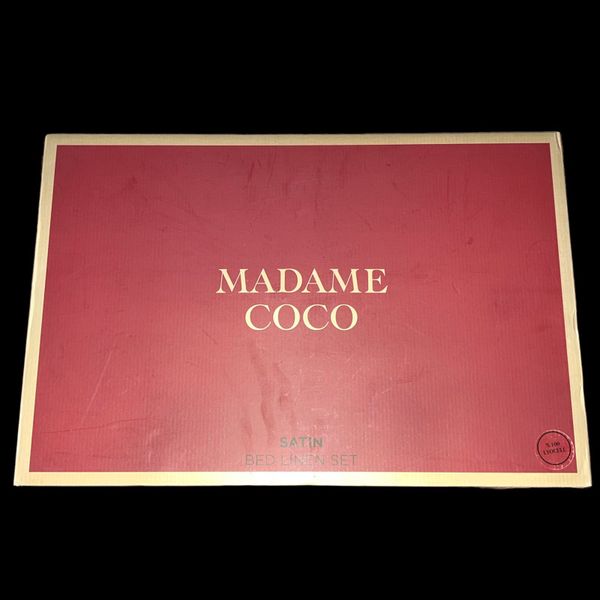 MADAME
COCO
SATIN
BED LINEN SET
%100
LYOCELL